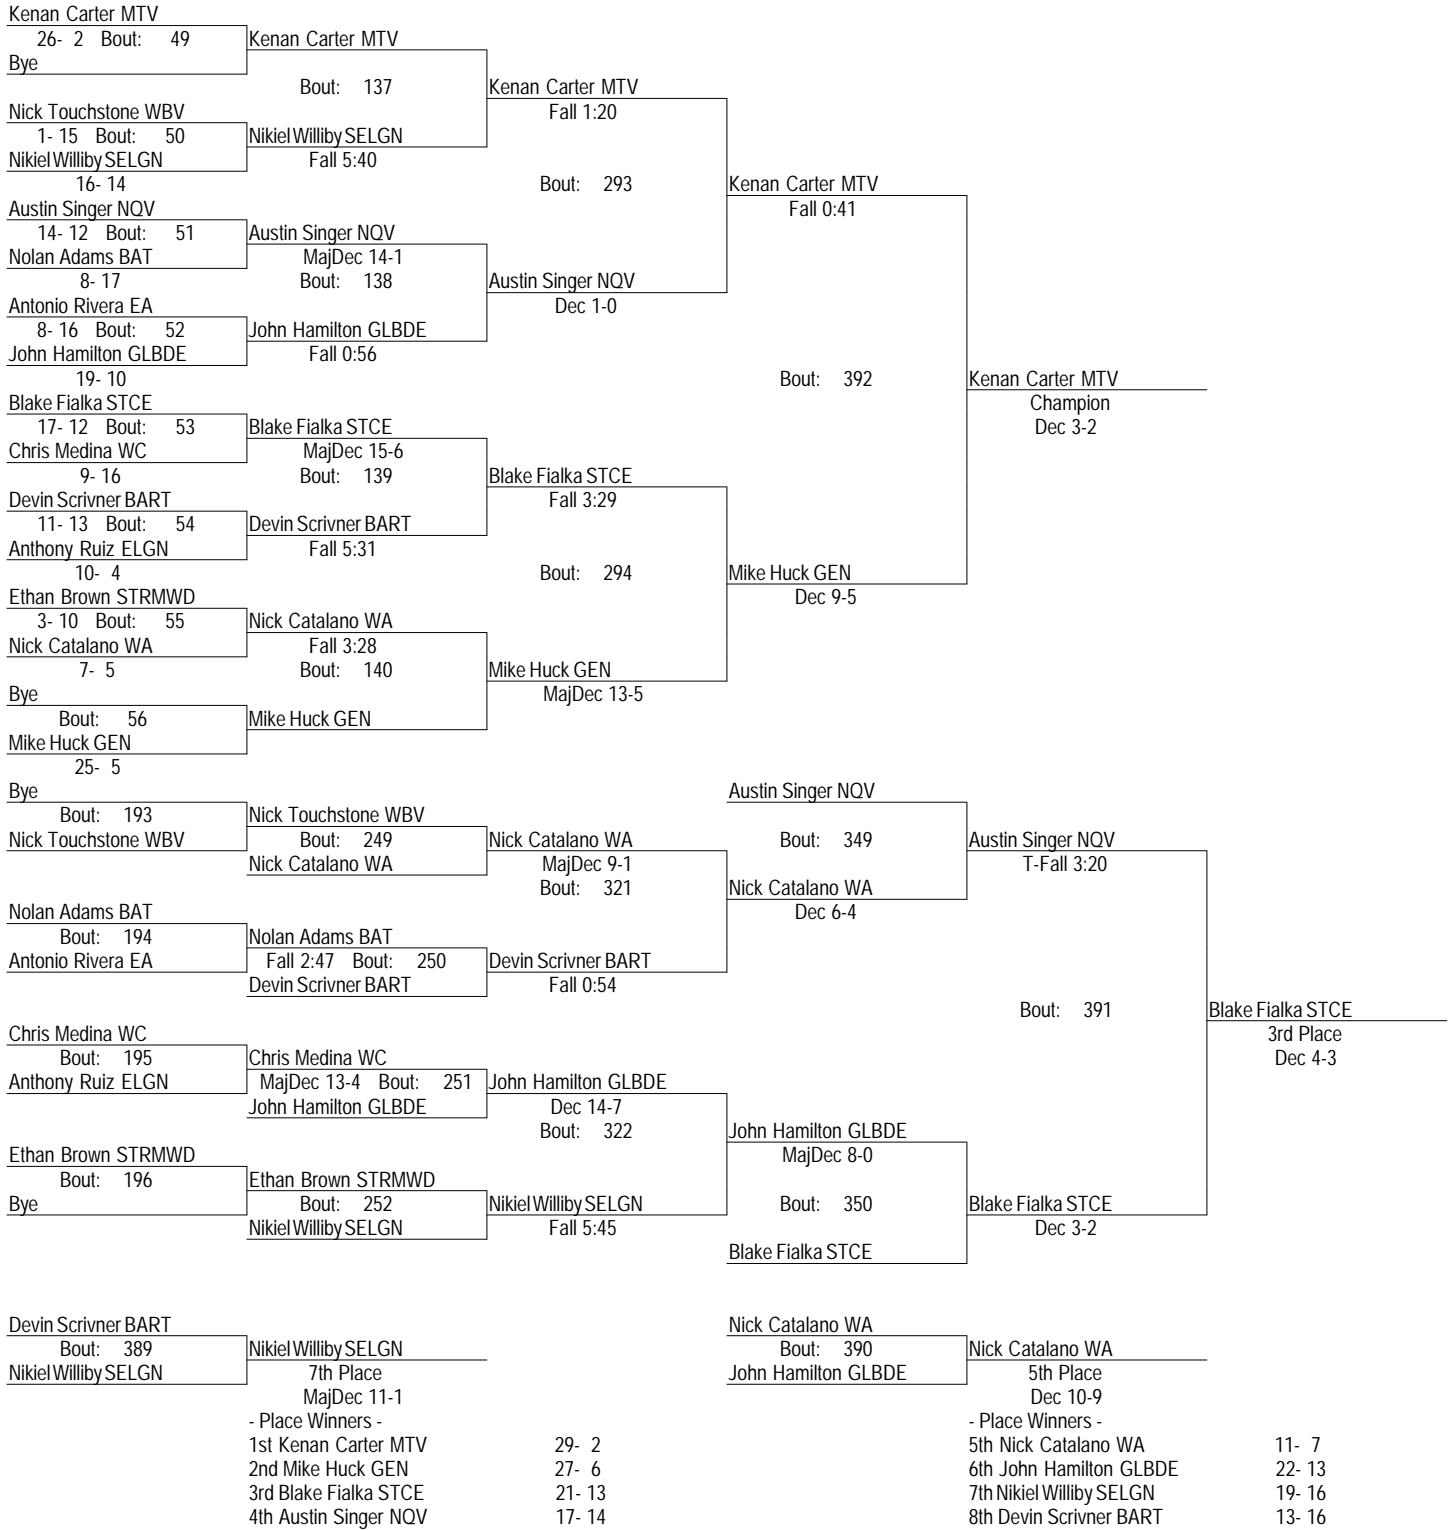 Kenan Carter MTV
26- 2 Bout: 49
Kenan Carter MTV
Bye
Bout: 137
Kenan Carter MTV
Nick Touchstone WBV
Fall 1:20
1- 15 Bout: 50
Nikiel Williby SELGN
Nikiel Williby SELGN
Fall 5:40
16- 14
Bout: 293
Kenan Carter MTV
Austin Singer NQV
Fall 0:41
14- 12 Bout: 51
Austin Singer NQV
Nolan Adams BAT
MajDec 14-1
8- 17
Bout: 138
Austin Singer NQV
Antonio Rivera EA
Dec 1-0
8- 16 Bout: 52
John Hamilton GLBDE
John Hamilton GLBDE
Fall 0:56
19- 10
Bout: 392
Kenan Carter MTV
Blake Fialka STCE
Champion
17- 12 Bout: 53
Blake Fialka STCE
Dec 3-2
Chris Medina WC
MajDec 15-6
9- 16
Bout: 139
Blake Fialka STCE
Devin Scrivner BART
Fall 3:29
11- 13 Bout: 54
Devin Scrivner BART
Anthony Ruiz ELGN
Fall 5:31
10- 4
Bout: 294
Mike Huck GEN
Ethan Brown STRMWD
Dec 9-5
3- 10 Bout: 55
Nick Catalano WA
Nick Catalano WA
Fall 3:28
7- 5
Bout: 140
Mike Huck GEN
Bye
MajDec 13-5
Bout: 56
Mike Huck GEN
Mike Huck GEN
25- 5
Bye
Austin Singer NQV
Bout: 193
Nick Touchstone WBV
Nick Touchstone WBV
Bout: 249
Nick Catalano WA
Bout: 349
Austin Singer NQV
Nick Catalano WA
MajDec 9-1
T-Fall 3:20
Bout: 321
Nick Catalano WA
Nolan Adams BAT
Dec 6-4
Bout: 194
Nolan Adams BAT
Antonio Rivera EA
Fall 2:47 Bout: 250
Devin Scrivner BART
Devin Scrivner BART
Fall 0:54
Bout: 391
Blake Fialka STCE
Chris Medina WC
3rd Place
Bout: 195
Chris Medina WC
Dec 4-3
Anthony Ruiz ELGN
MajDec 13-4 Bout: 251
John Hamilton GLBDE
John Hamilton GLBDE
Dec 14-7
Bout: 322
John Hamilton GLBDE
Ethan Brown STRMWD
MajDec 8-0
Bout: 196
Ethan Brown STRMWD
Bye
Bout: 252
Nikiel Williby SELGN
Bout: 350
Blake Fialka STCE
Nikiel Williby SELGN
Fall 5:45
Dec 3-2
Blake Fialka STCE
Devin Scrivner BART
Nick Catalano WA
Bout: 389
Nikiel Williby SELGN
Bout: 390
Nick Catalano WA
Nikiel Williby SELGN
7th Place
John Hamilton GLBDE
5th Place
MajDec 11-1
Dec 10-9
- Place Winners -
- Place Winners -
1st Kenan Carter MTV 29- 2
5th Nick Catalano WA 11- 7
2nd Mike Huck GEN 27- 6
6th John Hamilton GLBDE 22- 13
3rd Blake Fialka STCE 21- 13
7th Nikiel Williby SELGN 19- 16
4th Austin Singer NQV 17- 14
8th Devin Scrivner BART 13- 16